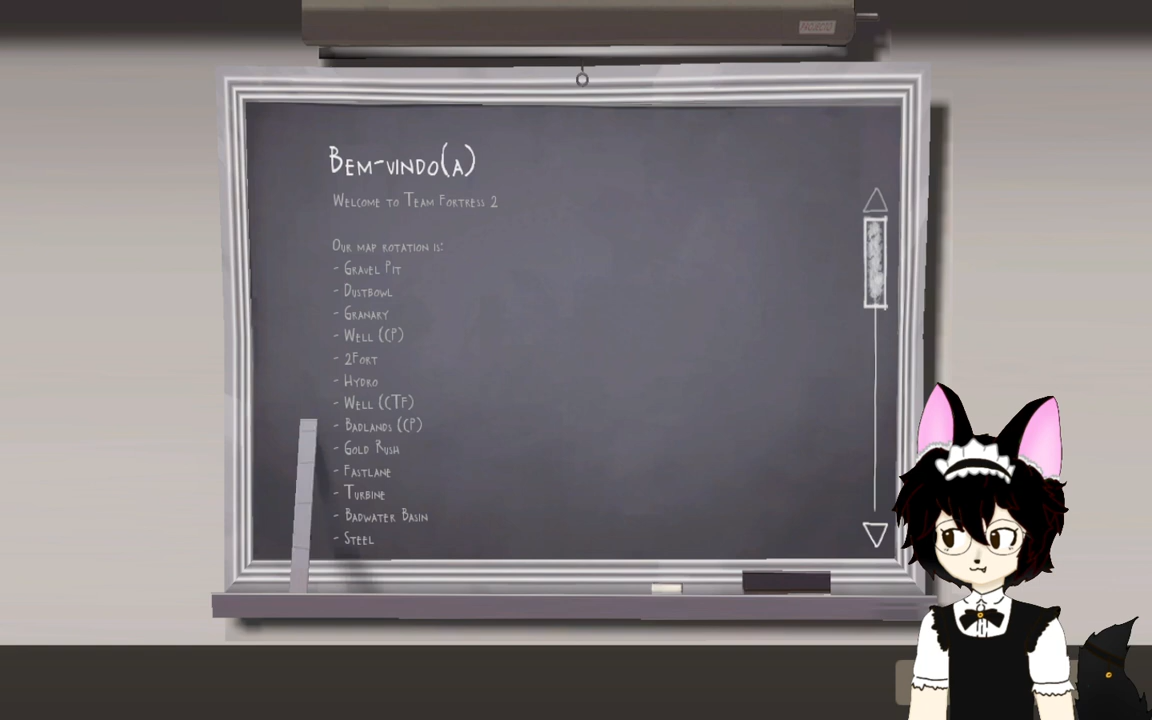 Bem-vindo(a)
Welcome to Team Fortress 2
Our map rotation is:
- Gravel Pit
- Dustbowl
- Granary
- Well (CP)
- 2Fort
- Hydro
- Well (CTF)
- Badlands (CP)
- Gold Rush
- Fastlane
- Turbine
- Badwater Basin
- Steel